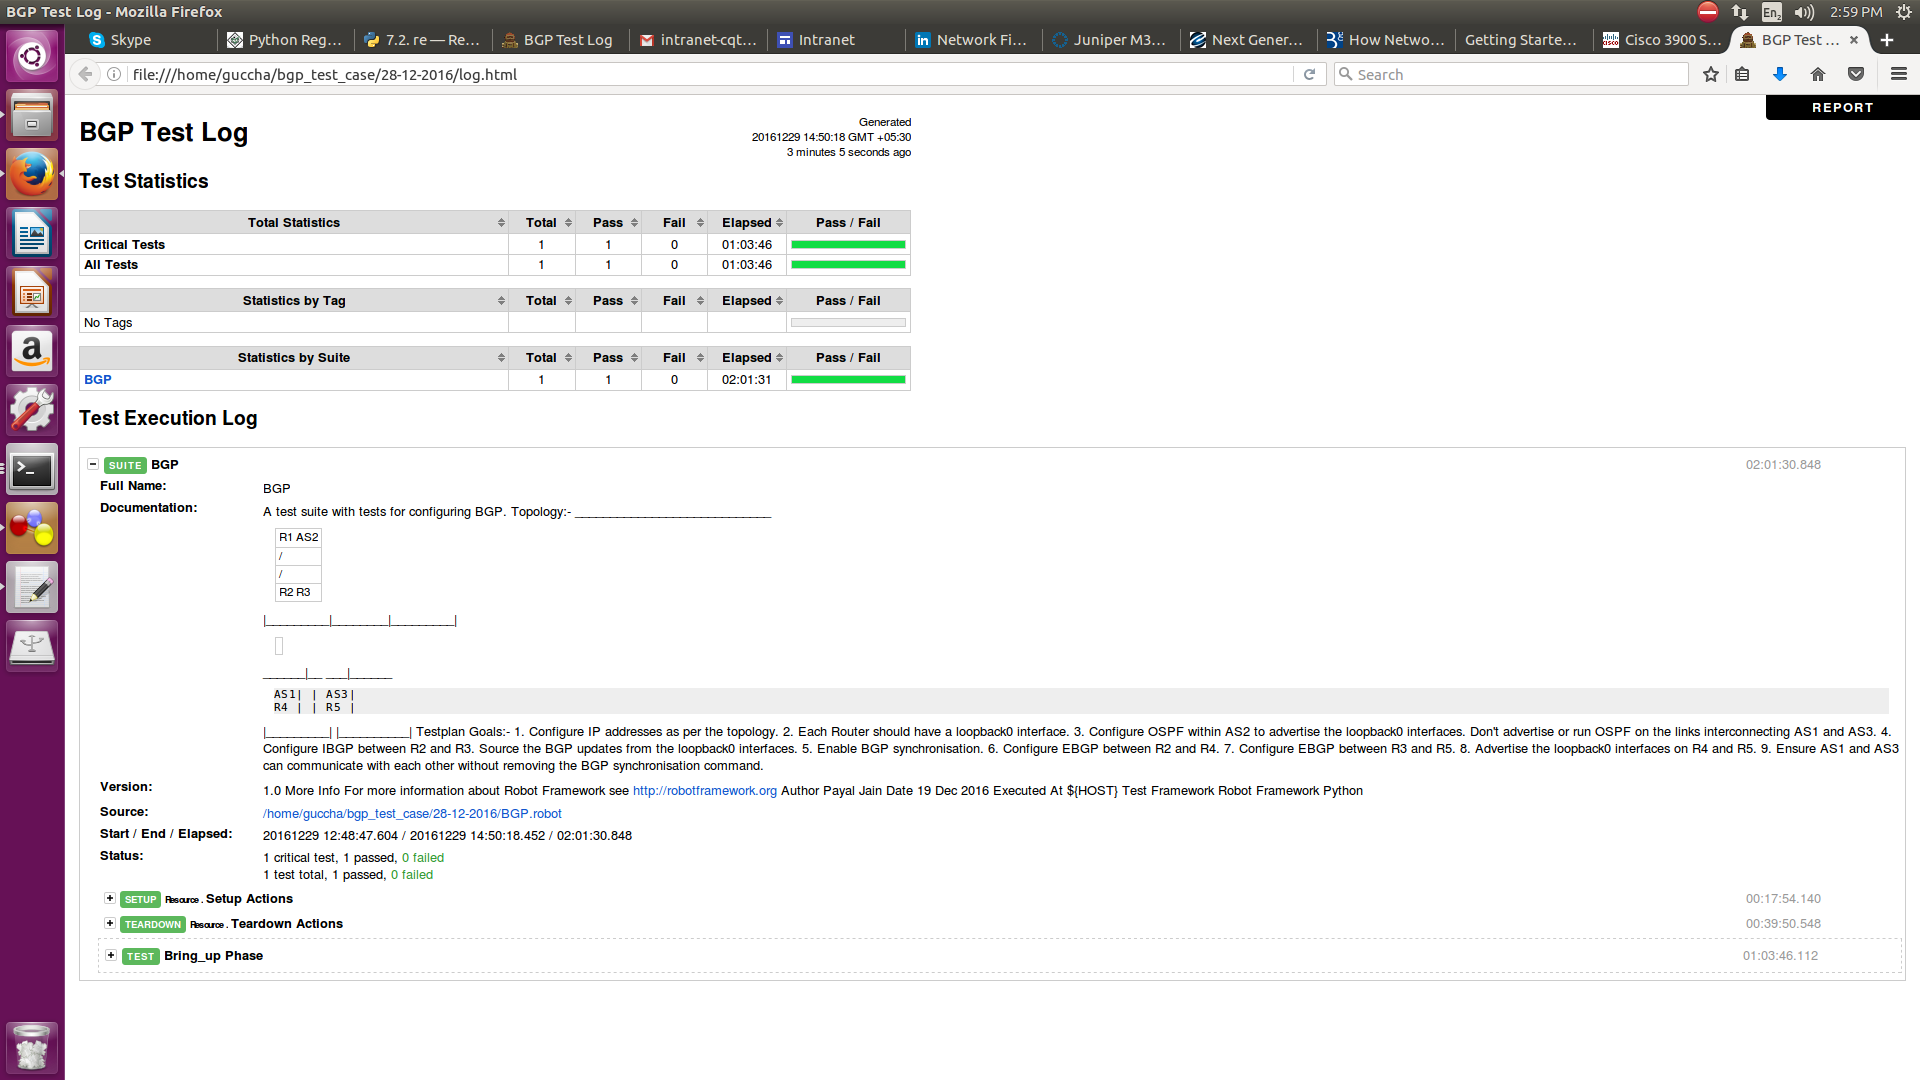 BGP Test Log - Mozilla Firefox
En2
2:59 PM
Skype
Python Reg...
7.2. re — Re...
BGP Test Log
intranet-cqt...
Intranet
Network Fi...
Juniper M3...
Next Gener...
How Netwo...
Getting Starte...
Cisco 3900 S...
BGP Test ...
file:///home/guccha/bgp_test_case/28-12-2016/log.html
Search
REPORT
BGP Test Log
Generated
20161229 14:50:18 GMT +05:30
3 minutes 5 seconds ago
Test Statistics
Total Statistics Total Pass Fail Elapsed Pass / Fail
Critical Tests 1 1 0 01:03:46
All Tests 1 1 0 01:03:46
Statistics by Tag Total Pass Fail Elapsed Pass / Fail
No Tags
Statistics by Suite Total Pass Fail Elapsed Pass / Fail
BGP 1 1 0 02:01:31
Test Execution Log
SUITE BGP 02:01:30.848
Full Name: BGP
Documentation: A test suite with tests for configuring BGP. Topology:- ____________________________
R1 AS2
/
/
R2 R3
|_________|________|_________|
______|__ ___|______
AS1| | AS3|
R4 | | R5 |
|_________| |__________| Testplan Goals:- 1. Configure IP addresses as per the topology. 2. Each Router should have a loopback0 interface. 3. Configure OSPF within AS2 to advertise the loopback0 interfaces. Don't advertise or run OSPF on the links interconnecting AS1 and AS3. 4.
Configure IBGP between R2 and R3. Source the BGP updates from the loopback0 interfaces. 5. Enable BGP synchronisation. 6. Configure EBGP between R2 and R4. 7. Configure EBGP between R3 and R5. 8. Advertise the loopback0 interfaces on R4 and R5. 9. Ensure AS1 and AS3
can communicate with each other without removing the BGP synchronisation command.
Version: 1.0 More Info For more information about Robot Framework see http://robotframework.org Author Payal Jain Date 19 Dec 2016 Executed At ${HOST} Test Framework Robot Framework Python
Source: /home/guccha/bgp_test_case/28-12-2016/BGP.robot
Start / End / Elapsed: 20161229 12:48:47.604 / 20161229 14:50:18.452 / 02:01:30.848
Status: 1 critical test, 1 passed, 0 failed
1 test total, 1 passed, 0 failed
SETUP Resource . Setup Actions 00:17:54.140
TEARDOWN Resource . Teardown Actions 00:39:50.548
TEST Bring_up Phase 01:03:46.112